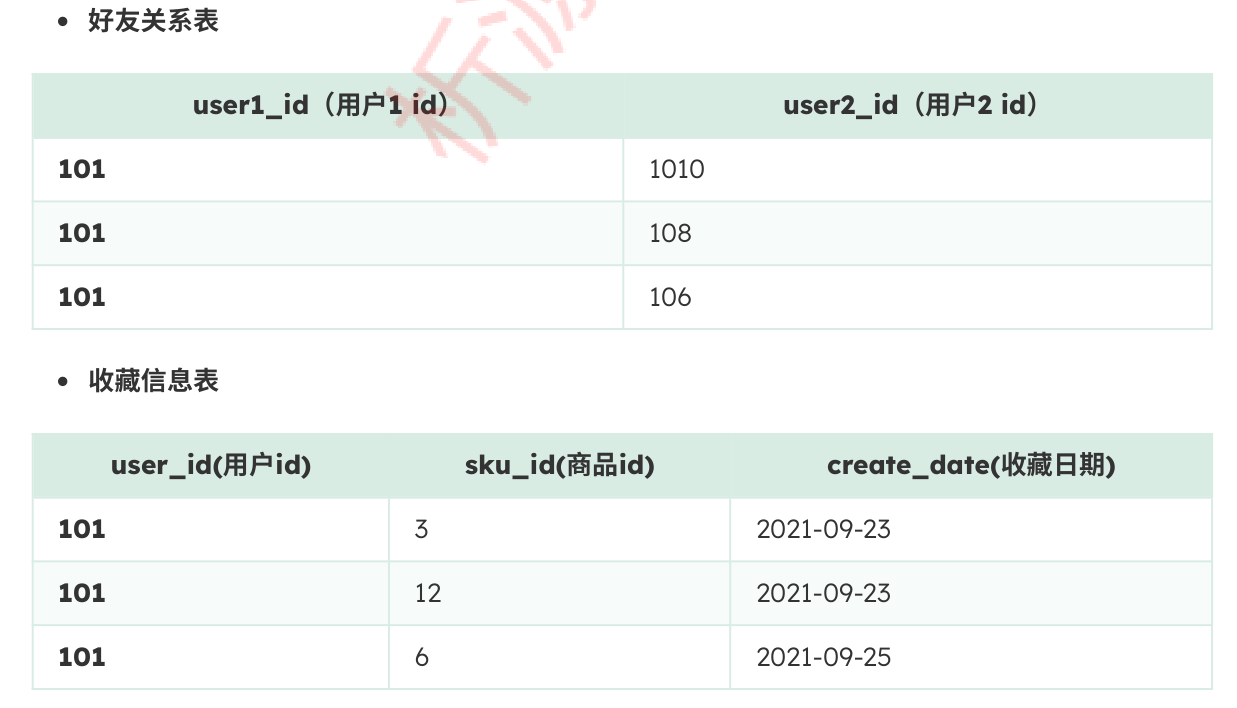 好友关系表
user1_id（用户1 id） user2_id（用户2 id）
101 1010
101 108
101 106
收藏信息表
user_id(用户id) sku_id(商品id) create_date(收藏日期)
101 3 2021-09-23
101 12 2021-09-23
101 6 2021-09-25
析源